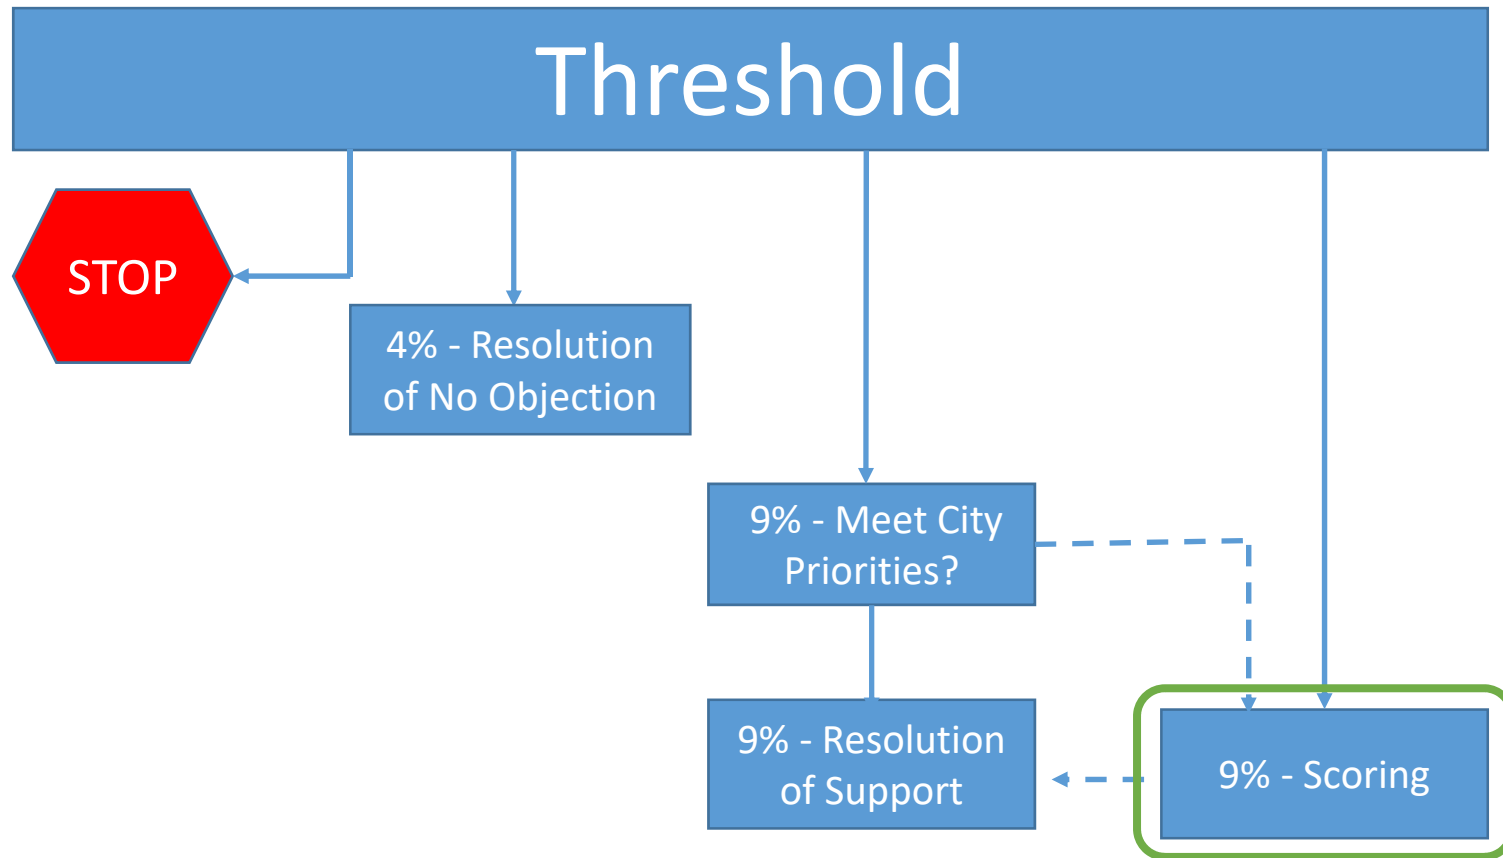 Threshold
STOP
4% - Resolution
of No Objection
9% - Meet City
Priorities?
9% - Resolution
of Support
9% - Scoring